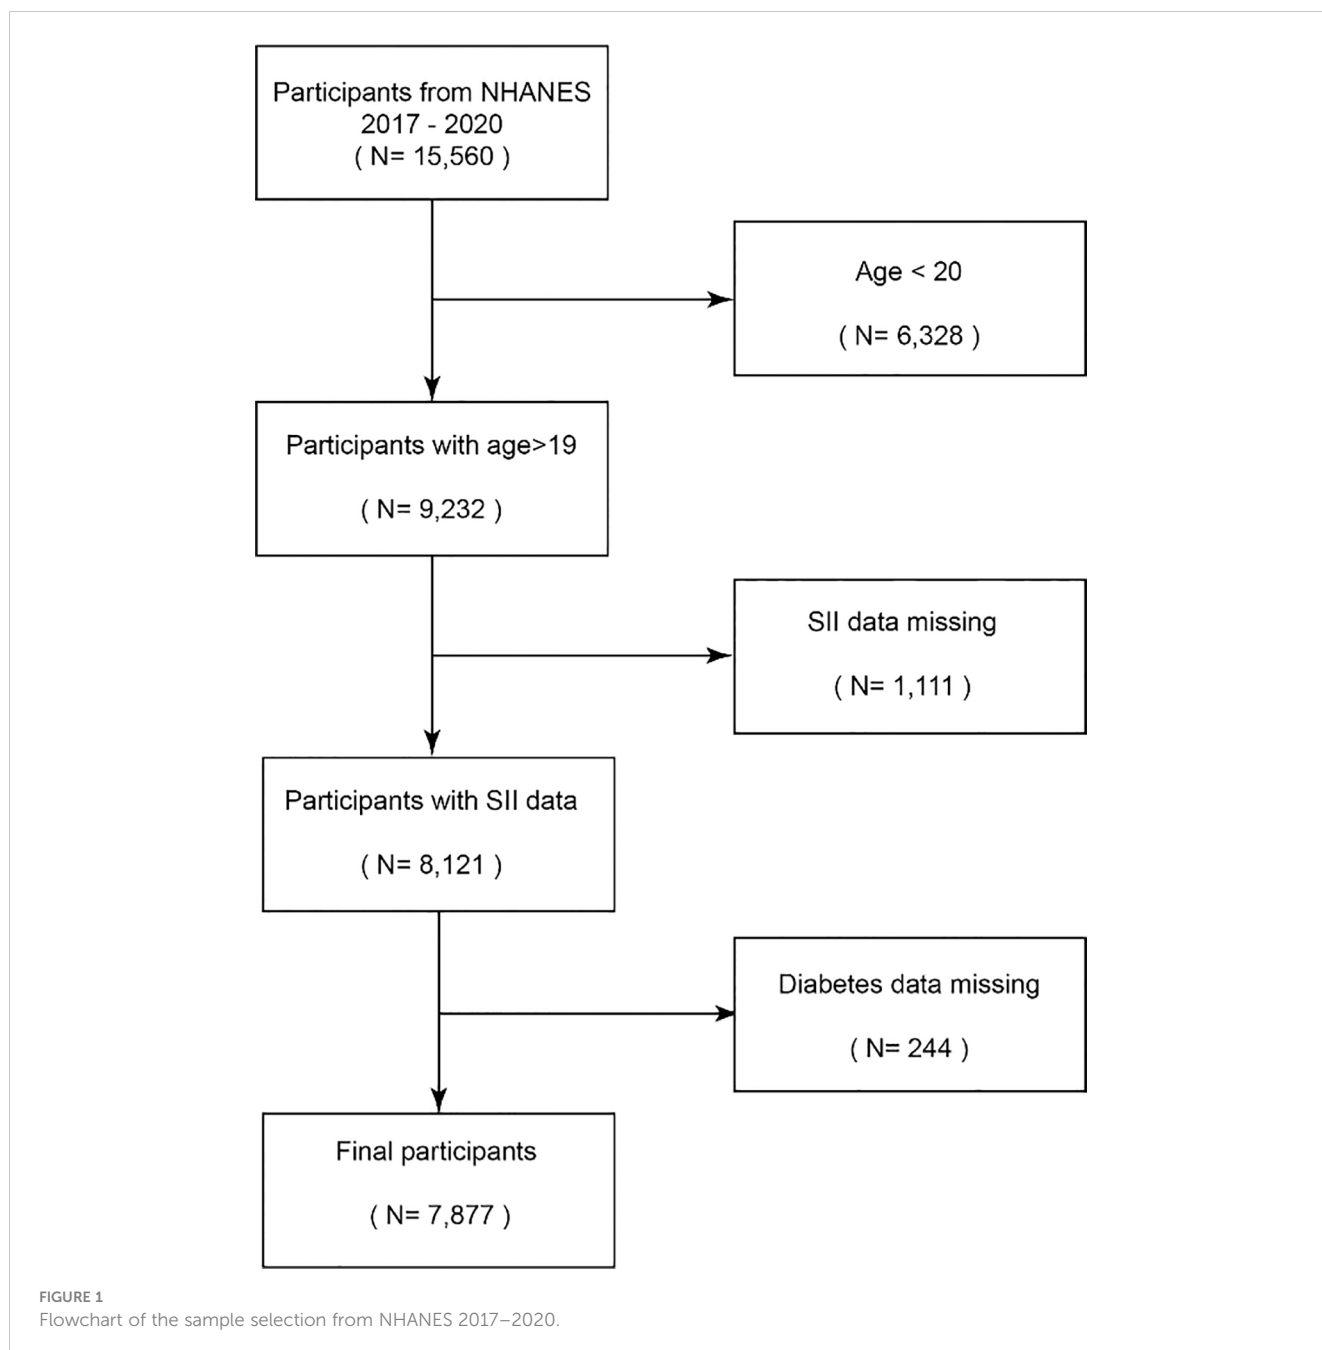 Participants from NHANES
2017 - 2020
( N= 15,560 )
Age < 20
( N= 6,328 )
Participants with age>19
( N= 9,232 )
SII data missing
( N= 1,111 )
Participants with SII data
( N= 8,121 )
Diabetes data missing
( N= 244 )
Final participants
( N= 7,877 )
FIGURE 1
Flowchart of the sample selection from NHANES 2017–2020.